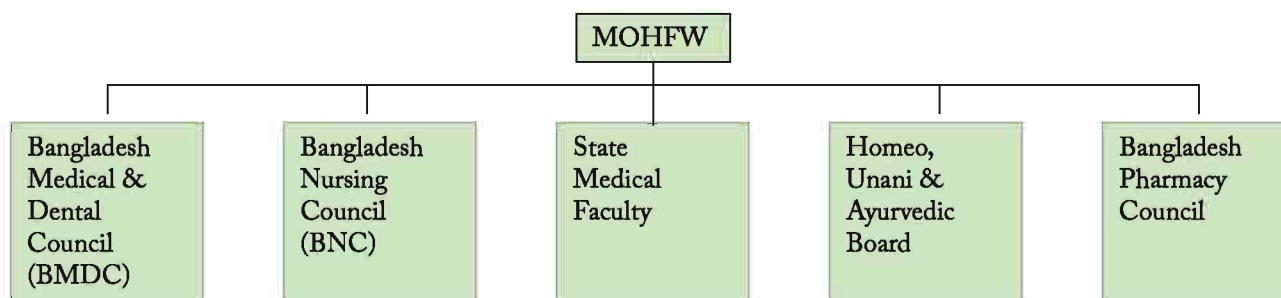 MOHFW
Bangladesh
Medical &
Dental
Council
(BMDC)
Bangladesh
Nursing
Council
(BNC)
State
Medical
Faculty
Homeo,
Unani &
Ayurvedic
Board
Bangladesh
Pharmacy
Council